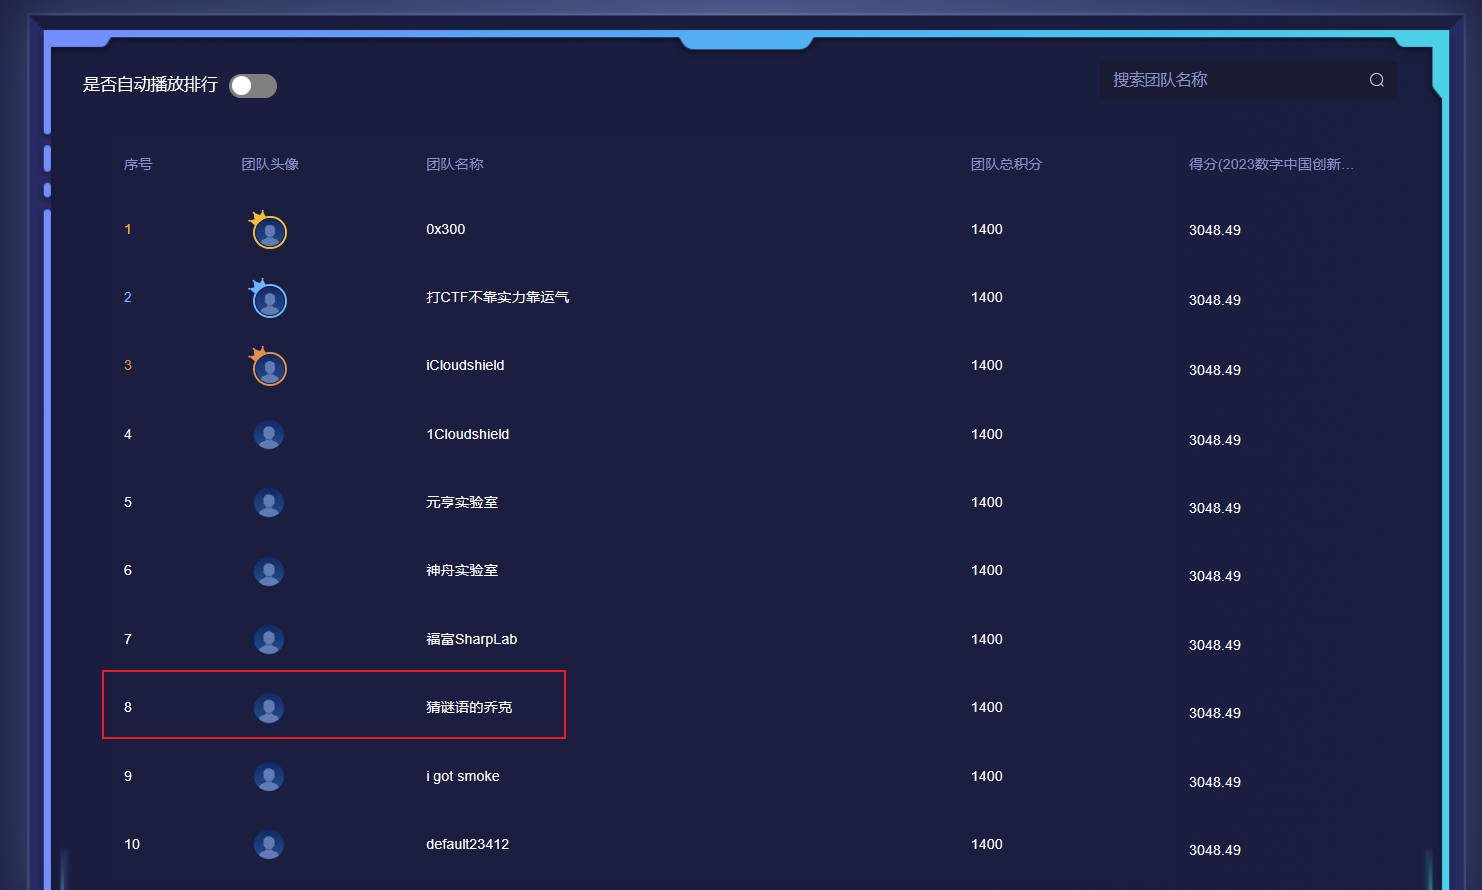 是否自动播放排行
搜索团队名称
序号 团队头像 团队名称 团队总积分 得分(2023数字中国创新...
1 0x300 1400 3048.49
2 打CTF不靠实力靠运气 1400 3048.49
3 iCloudshield 1400 3048.49
4 1Cloudshield 1400 3048.49
5 元亨实验室 1400 3048.49
6 神舟实验室 1400 3048.49
7 福富SharpLab 1400 3048.49
8 猜谜语的乔克 1400 3048.49
9 i got smoke 1400 3048.49
10 default23412 1400 3048.49